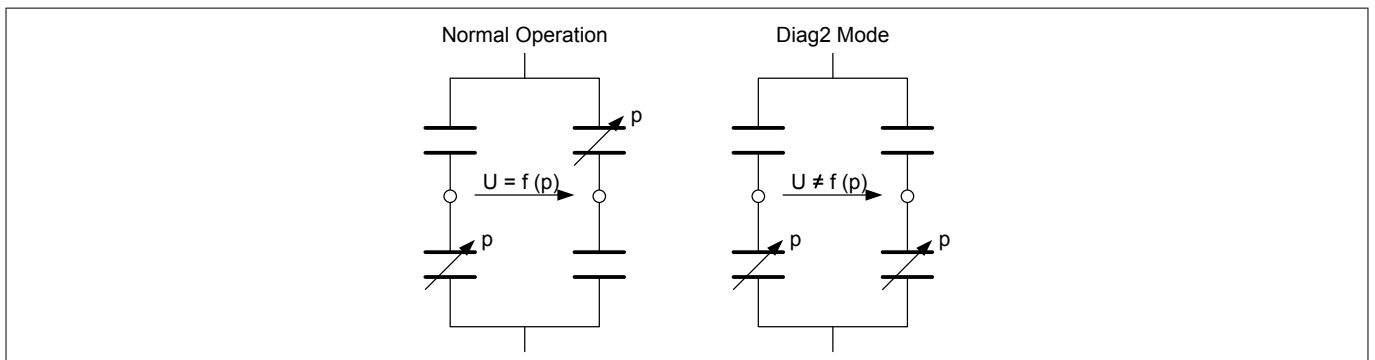 Normal Operation
Diag2 Mode
p
U = f (p)
U ≠ f (p)
p
p
p